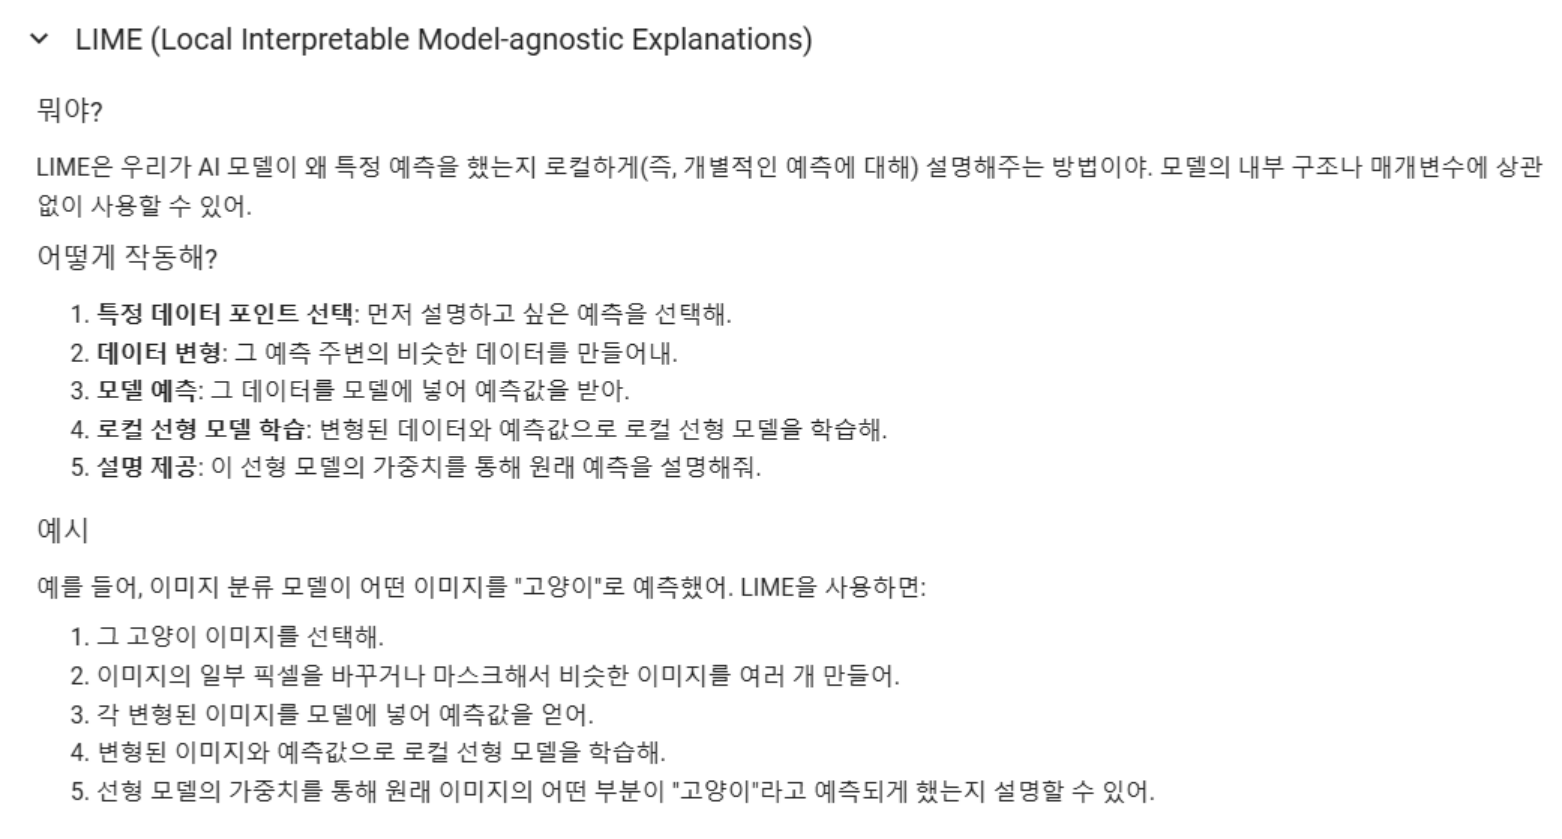 LIME (Local Interpretable Model-agnostic Explanations)
뭐야?
LIME은 우리가 AI 모델이 왜 특정 예측을 했는지 로컬하게(즉, 개별적인 예측에 대해) 설명해주는 방법이야. 모델의 내부 구조나 매개변수에 상관
없이 사용할 수 있어.
어떻게 작동해?
1. 특정 데이터 포인트 선택: 먼저 설명하고 싶은 예측을 선택해.
2. 데이터 변형: 그 예측 주변의 비슷한 데이터를 만들어내.
3. 모델 예측: 그 데이터를 모델에 넣어 예측값을 받아.
4. 로컬 선형 모델 학습: 변형된 데이터와 예측값으로 로컬 선형 모델을 학습해.
5. 설명 제공: 이 선형 모델의 가중치를 통해 원래 예측을 설명해줘.
예시
예를 들어, 이미지 분류 모델이 어떤 이미지를 "고양이"로 예측했어. LIME을 사용하면:
1. 그 고양이 이미지를 선택해.
2. 이미지의 일부 픽셀을 바꾸거나 마스크해서 비슷한 이미지를 여러 개 만들어.
3. 각 변형된 이미지를 모델에 넣어 예측값을 얻어.
4. 변형된 이미지와 예측값으로 로컬 선형 모델을 학습해.
5. 선형 모델의 가중치를 통해 원래 이미지의 어떤 부분이 "고양이"라고 예측되게 했는지 설명할 수 있어.